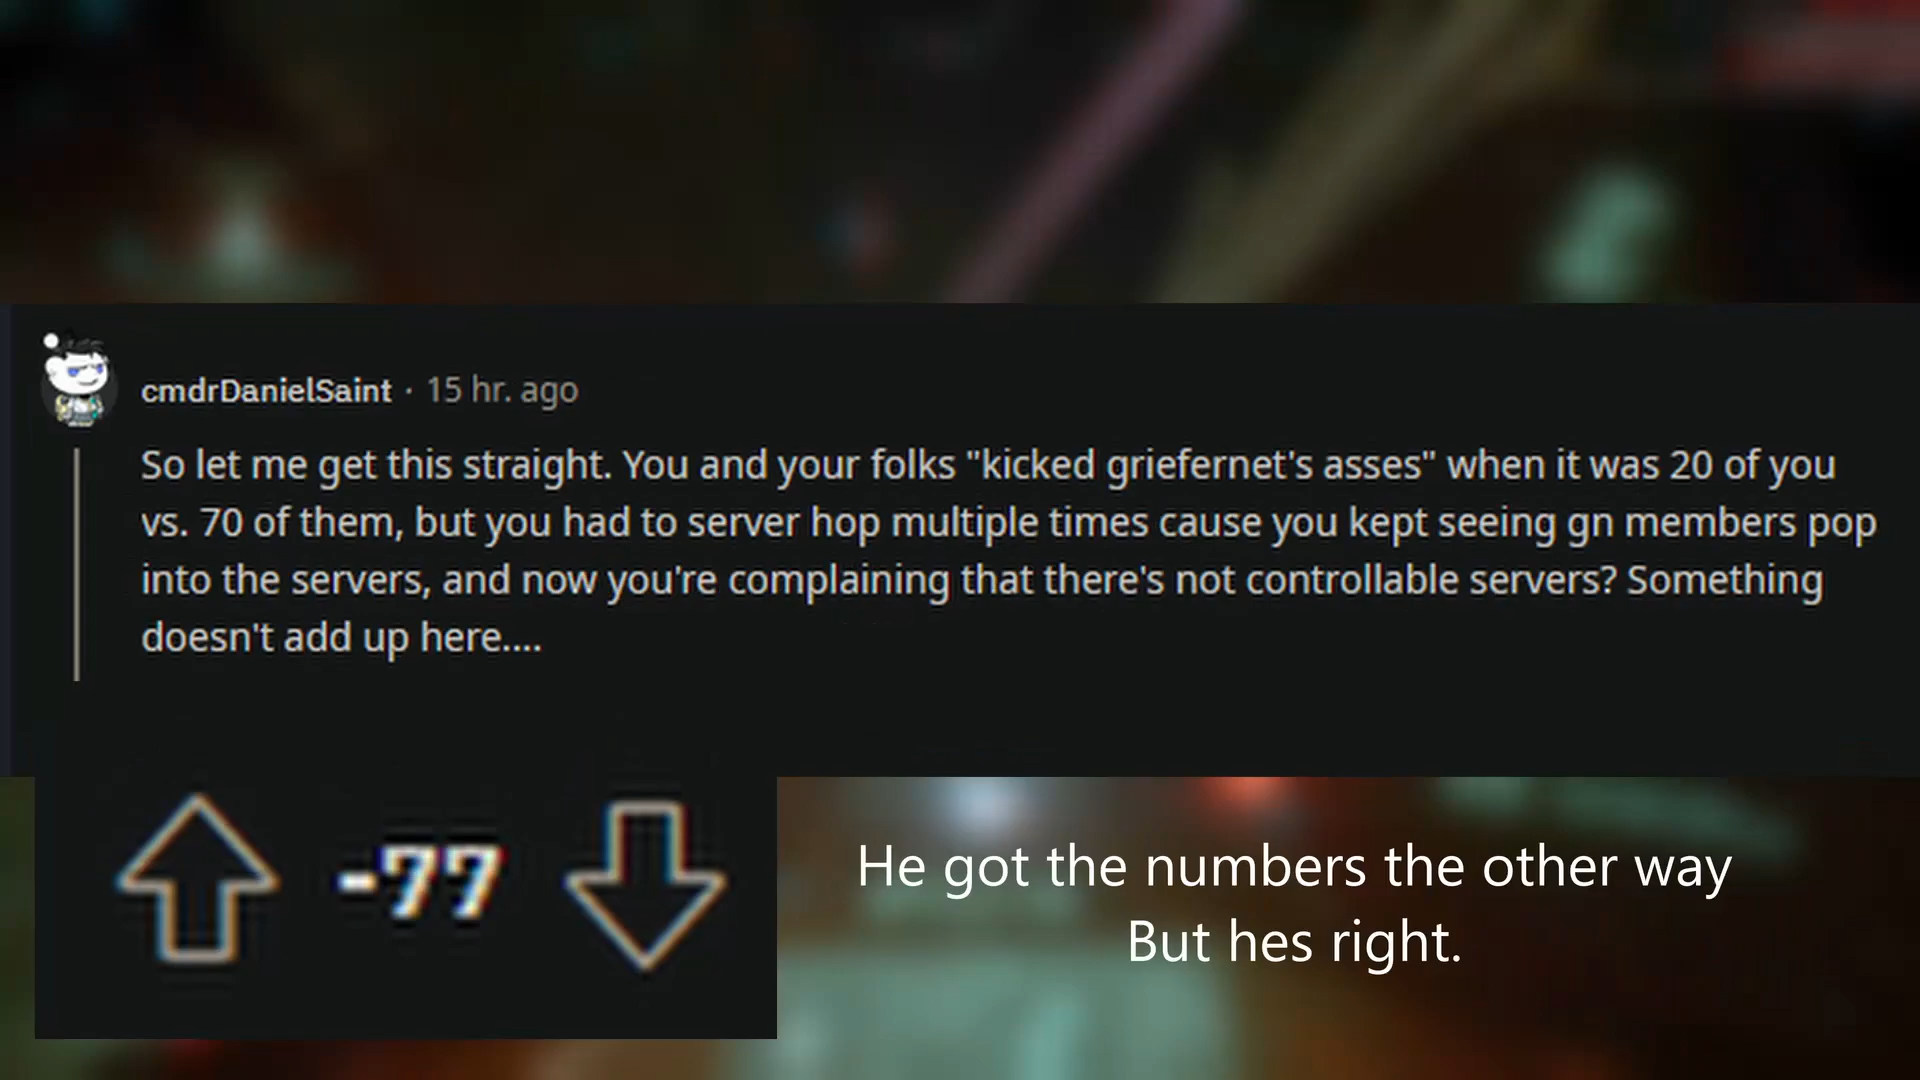 cmdrDanielSaint · 15 hr. ago
So let me get this straight. You and your folks "kicked griefernet's asses" when it was 20 of you
vs. 70 of them, but you had to server hop multiple times cause you kept seeing gn members pop
into the servers, and now you're complaining that there's not controllable servers? Something
doesn't add up here....
-77
He got the numbers the other way
But hes right.